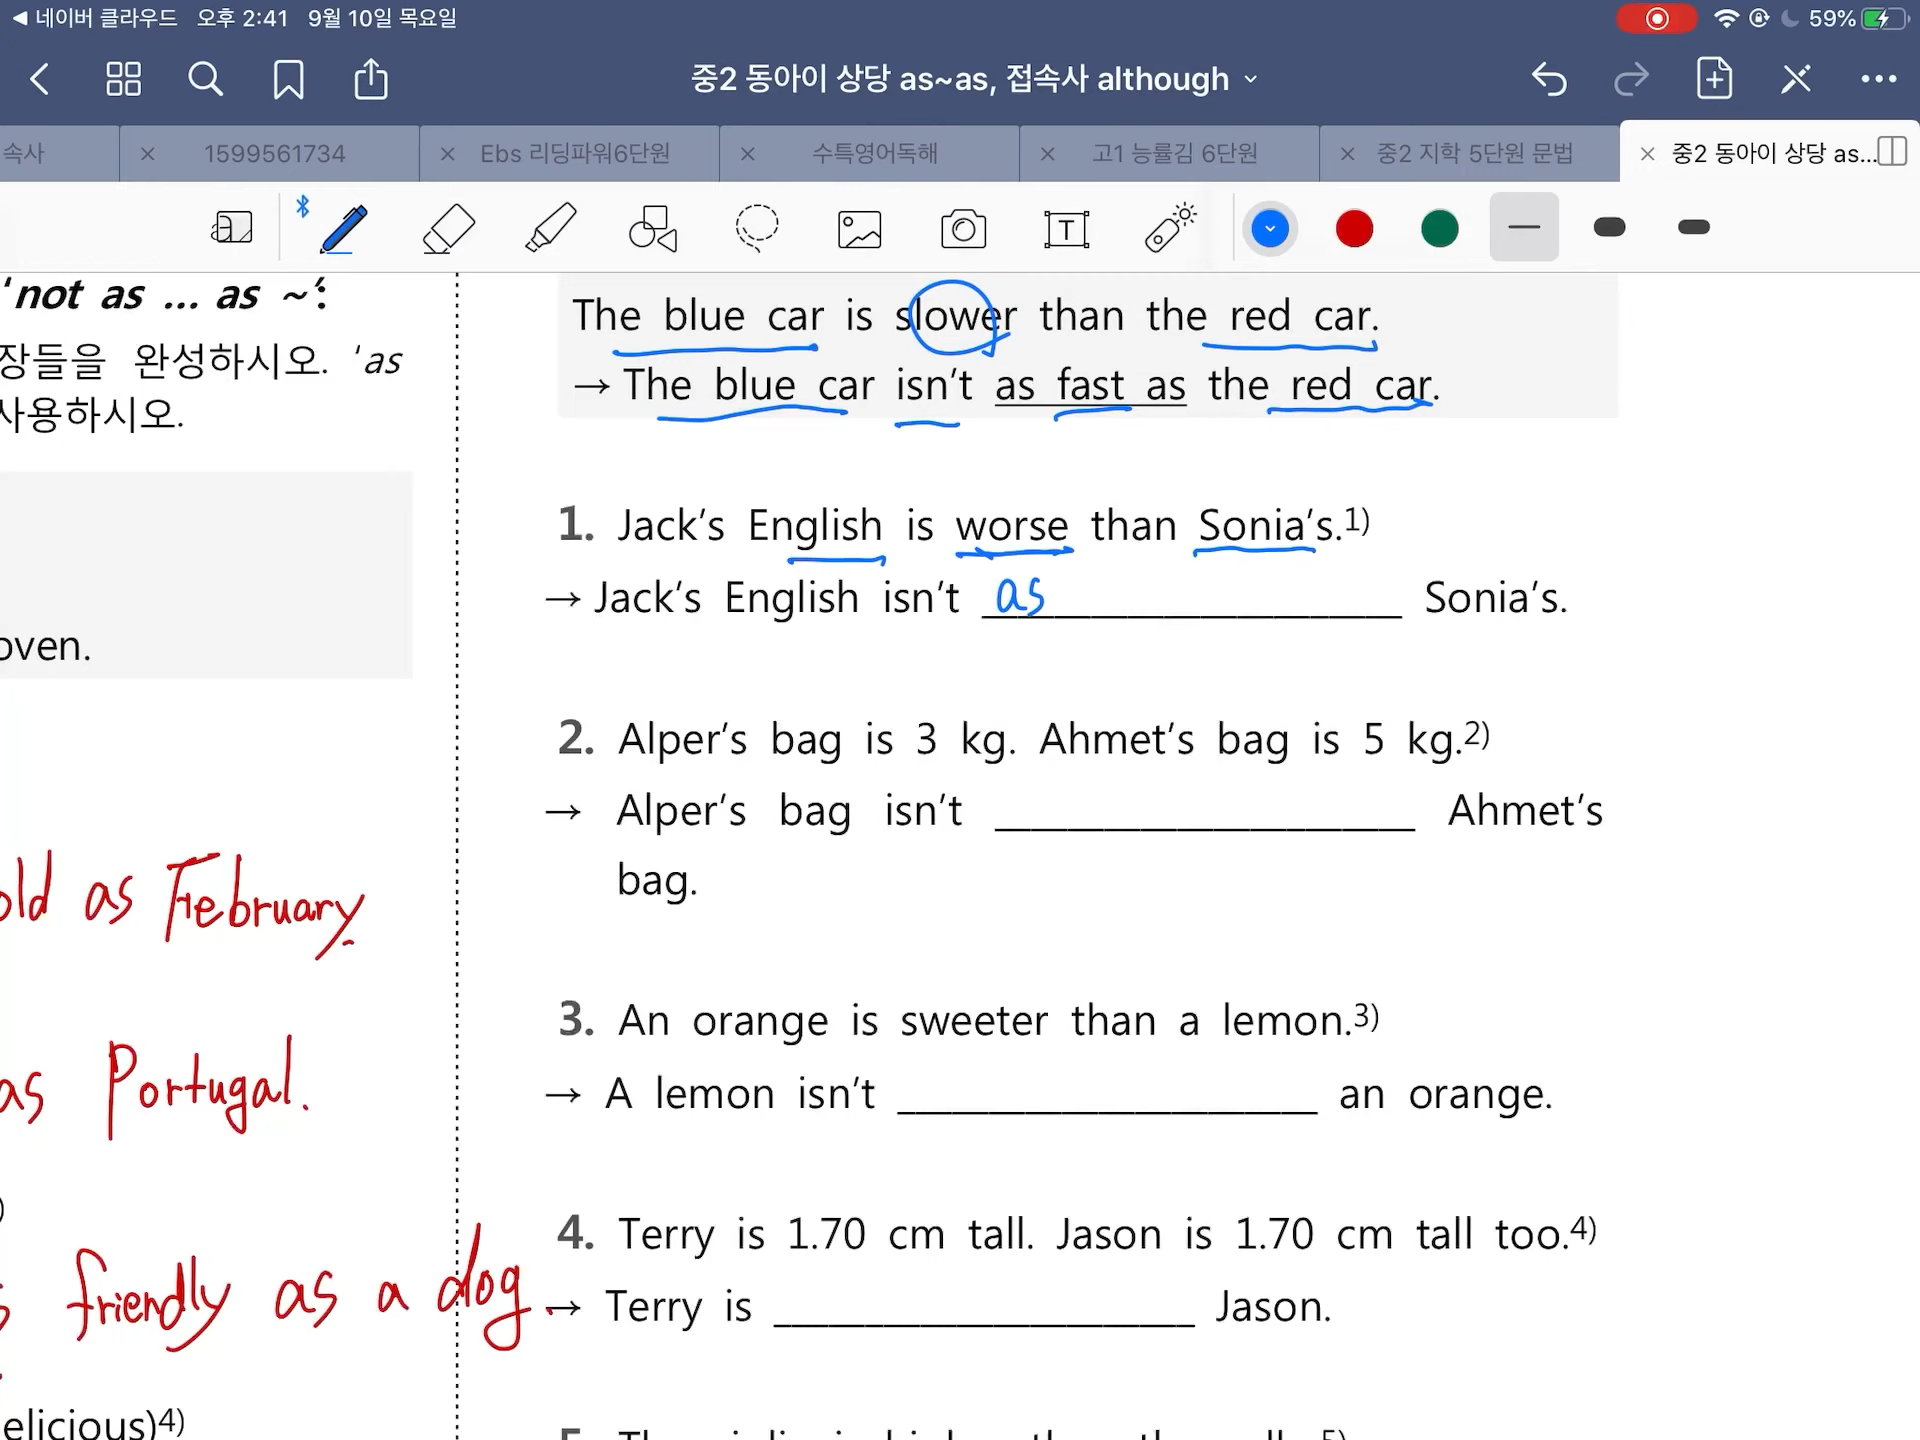 ◀ 네이버 클라우드 오후 2:41 9월 10일 목요일 59%
중2 동아이 상당 as~as, 접속사 although
속사 1599561734 Ebs 리딩파워6단원 수특영어독해 고1 능률김 6단원 중2 지학 5단원 문법 중2 동아이 상당 as...
T
'not as ... as ~':
장들을 완성하시오. 'as
사용하시오.
oven.
old as February.
as Portugal.
friendly as a dog.
elicious)4)
The blue car is slower than the red car.
→ The blue car isn't as fast as the red car.
1. Jack's English is worse than Sonia's.1)
→ Jack's English isn't as__________ Sonia's.
2. Alper's bag is 3 kg. Ahmet's bag is 5 kg.2)
→ Alper's bag isn't ____________ Ahmet's
bag.
3. An orange is sweeter than a lemon.3)
→ A lemon isn't ____________ an orange.
4. Terry is 1.70 cm tall. Jason is 1.70 cm tall too.4)
→ Terry is ____________ Jason.